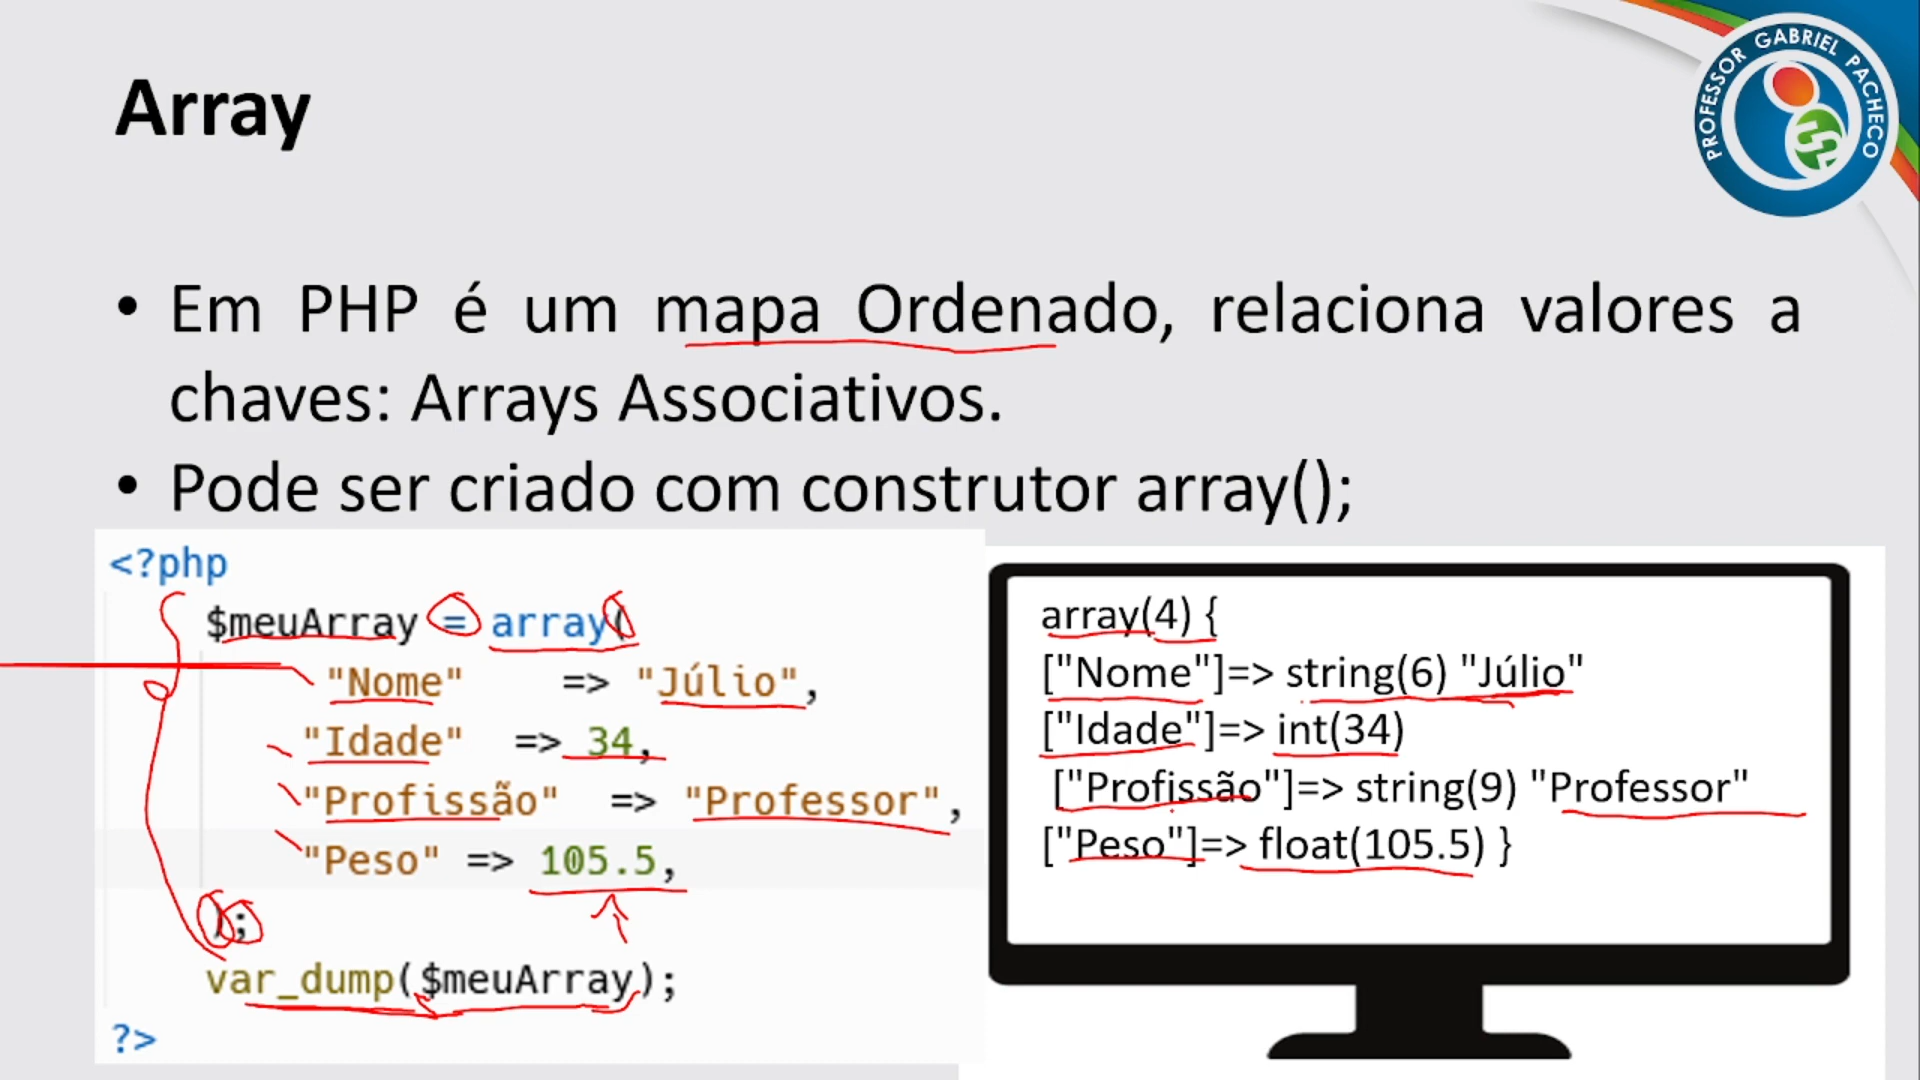 PROFESSOR GABRIEL PACHECO
Array
• Em PHP é um mapa Ordenado, relaciona valores a
chaves: Arrays Associativos.
• Pode ser criado com construtor array();
<?php
$meuArray = array(
"Nome" => "Júlio",
"Idade" => 34,
"Profissão" => "Professor",
"Peso" => 105.5,
);
var_dump($meuArray);
?>
array(4) {
["Nome"]=> string(6) "Júlio"
["Idade"]=> int(34)
["Profissão"]=> string(9) "Professor"
["Peso"]=> float(105.5) }